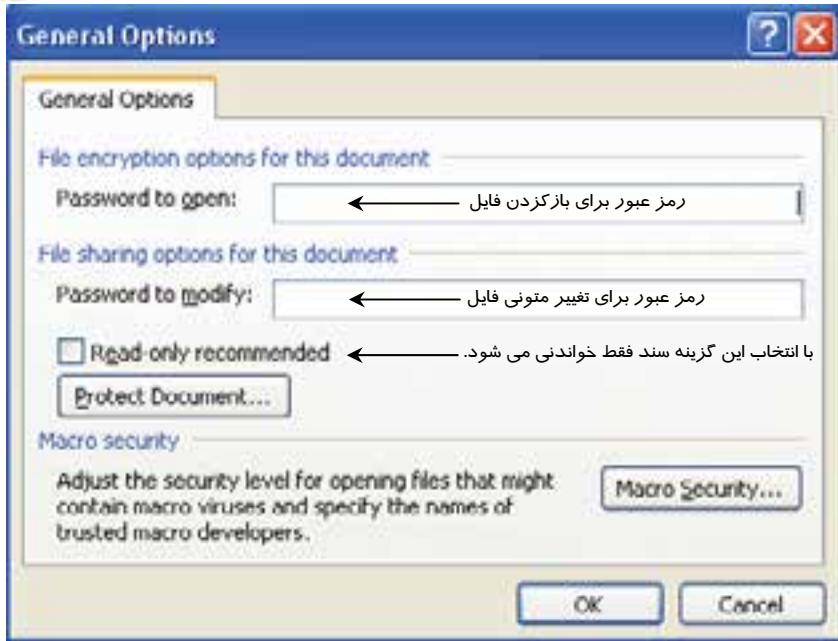 General Options
General Options
File encryption options for this document
Password to open:
رمز عبور برای بازکزدن فایل
File sharing options for this document
Password to modify:
رمز عبور برای تغییر متونی فایل
Read-only recommended
با انتخاب این گزینه سند فقط خواندنی می شود.
Protect Document...
Macro security
Adjust the security level for opening files that might
contain macro viruses and specify the names of
trusted macro developers.
Macro Security...
OK
Cancel